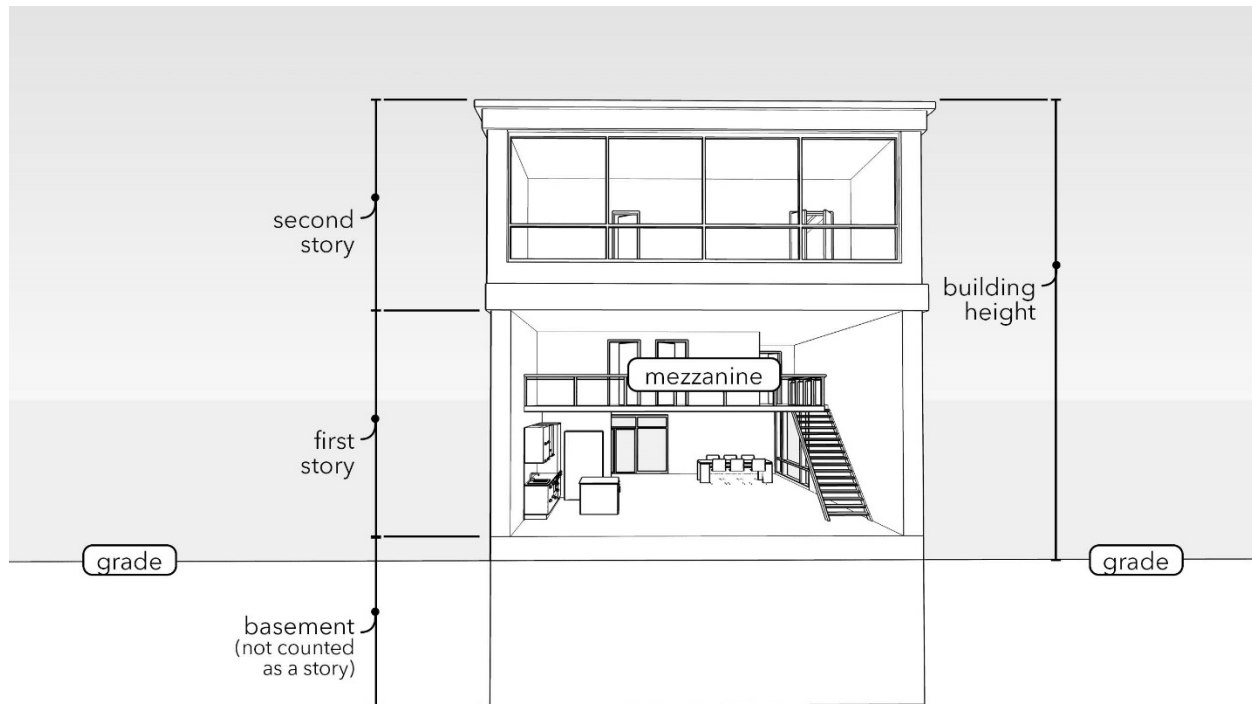 second
story
building
height
mezzanine
first
story
grade
grade
basement
(not counted
as a story)